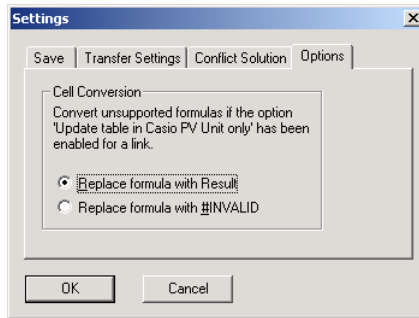 Settings
Save Transfer Settings Conflict Solution Options
Cell Conversion
Convert unsupported formulas if the option
'Update table in Casio PV Unit only' has been
enabled for a link.
Replace formula with Result
Replace formula with #INVALID
OK Cancel